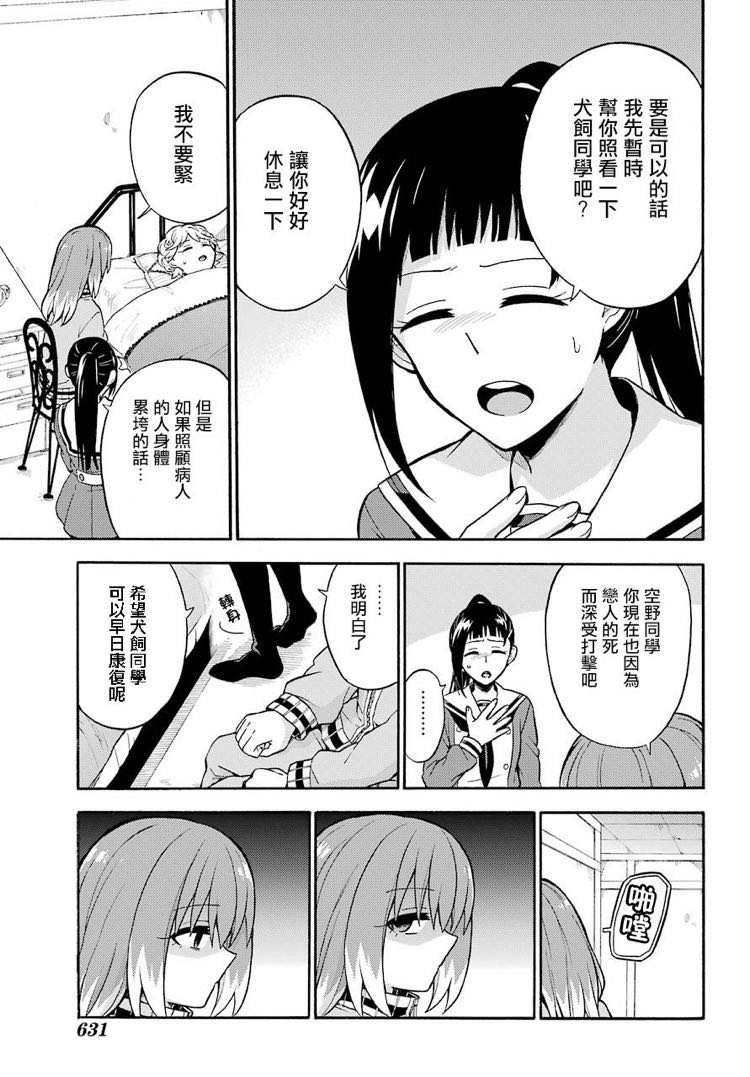 要是可以的話
我先暫時
幫你照看一下
犬飼同學吧？
讓你好好
休息一下
我不要緊
但是
如果照顧病人
的人身體
累垮的話…
空野同學
你現在也因為
戀人的死
而深受打擊吧
………
……
我明白了
轉身
希望犬飼同學
可以早日康復呢
啪嘡
631